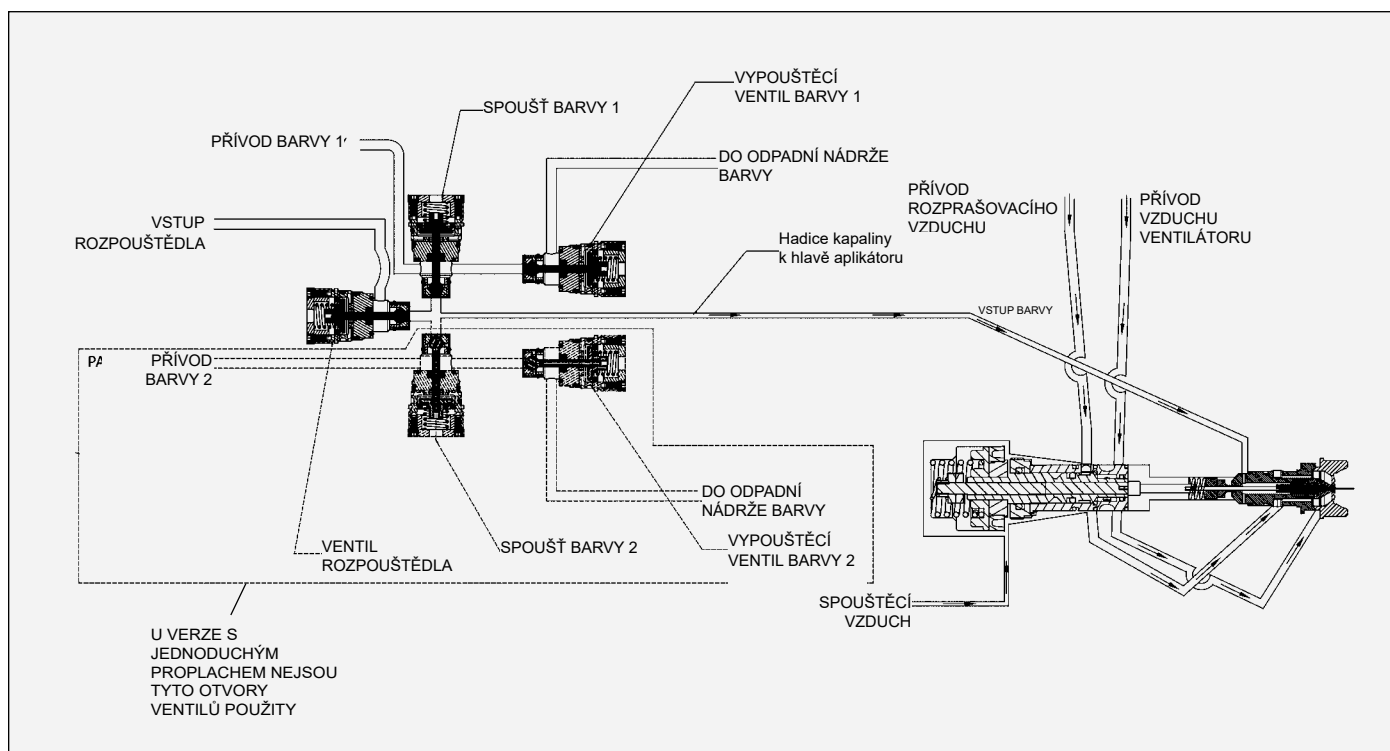 VYPOUŠTĚCÍ
VENTIL BARVY 1
SPOUŠŤ BARVY 1
PŘÍVOD BARVY 1
DO ODPADNÍ NÁDRŽE
BARVY
PŘÍVOD
ROZPRAŠOVACÍHO
VZDUCHU
PŘÍVOD
VZDUCHU
VENTILÁTORU
VSTUP
ROZPOUŠTĚDLA
Hadice kapaliny
k hlavě aplikátoru
VSTUP BARVY
PŘÍVOD
BARVY 2
DO ODPADNÍ
NÁDRŽE BARVY
VENTIL
ROZPOUŠTĚDLA
SPOUŠŤ BARVY 2
VYPOUŠTĚCÍ
VENTIL BARVY 2
SPOUŠTĚCÍ
VZDUCH
U VERZE S
JEDNODUCHÝM
PROPLACHEM NEJSOU
TYTO OTVORY
VENTILŮ POUŽITY